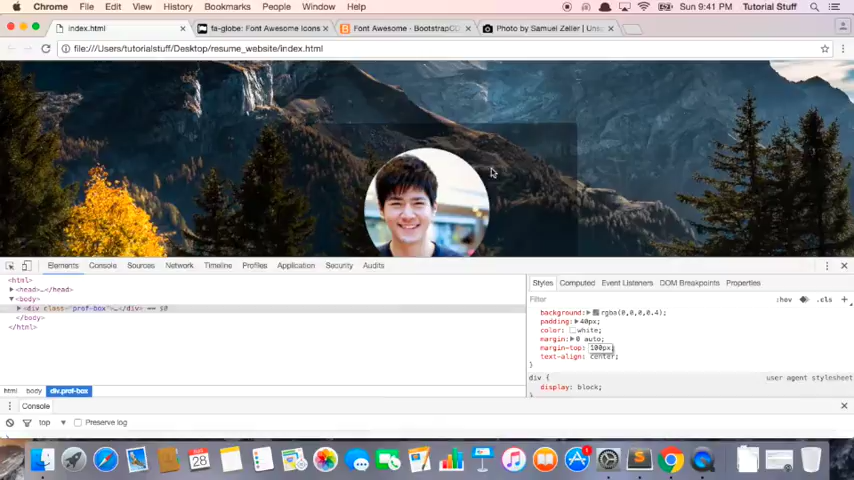 Chrome File Edit View History Bookmarks People Window Help Sun 9:41 PM Tutorial Stuff
index.html fa-globe: Font Awesome Icons Font Awesome · BootstrapCD Photo by Samuel Zeller | Uns
file:///Users/tutorialstuff/Desktop/resume_website/index.html
Elements Console Sources Network Timeline Profiles Application Security Audits
<html>
<head>…</head>
<body>
<div class="prof-box">…</div> == $0
</body>
</html>
html body div.prof-box
Styles Computed Event Listeners DOM Breakpoints Properties
Filter :hov .cls +
background: rgba(0,0,0,0.4);
padding: 40px;
color: white;
margin: 0 auto;
margin-top: 100px;
text-align: center;
}
div { user agent stylesheet
display: block;
Console
top Preserve log
28